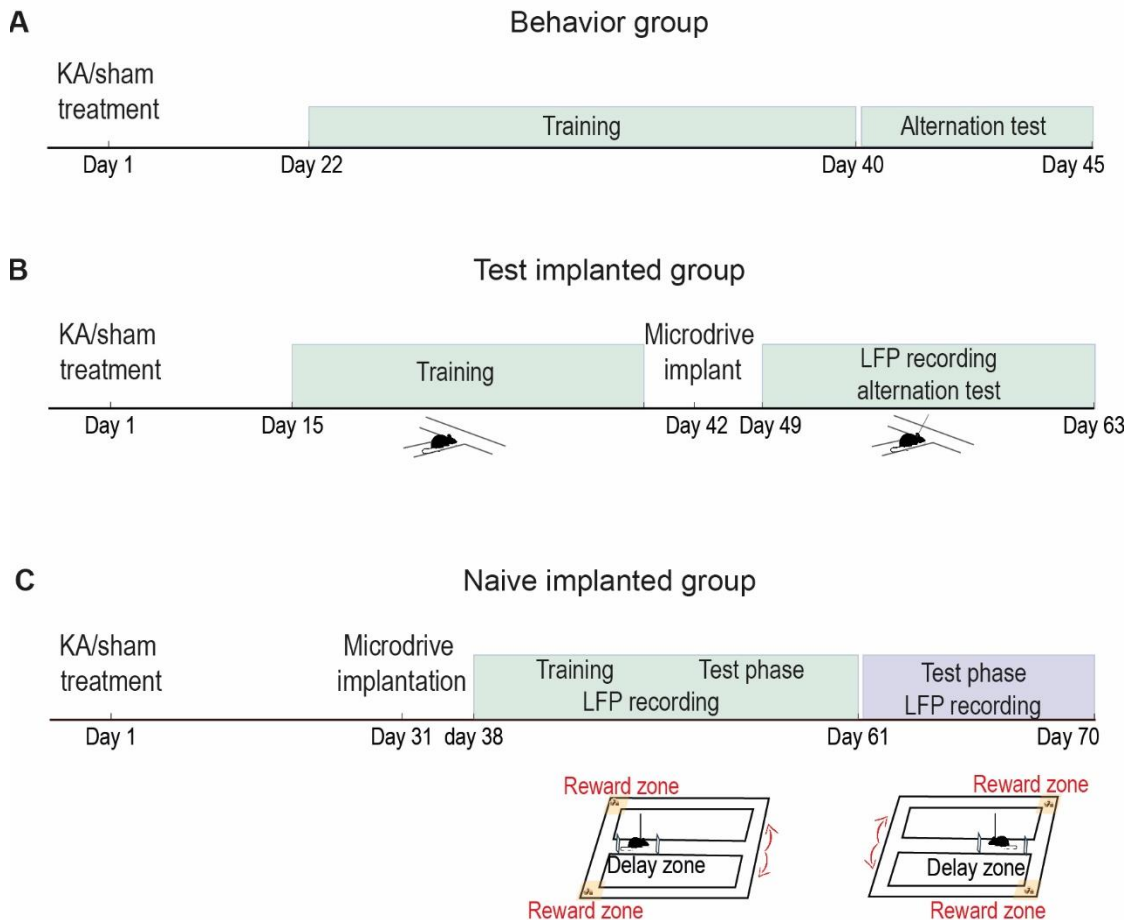 A
Behavior group
KA/sham
treatment
Training
Alternation test
Day 1
Day 22
Day 40
Day 45
B
Test implanted group
KA/sham
treatment
Training
Microdrive
implant
LFP recording
alternation test
Day 1
Day 15
Day 42
Day 49
Day 63
C
Naive implanted group
KA/sham
treatment
Microdrive
implantation
Training
Test phase
LFP recording
Test phase
LFP recording
Day 1
Day 31
day 38
Day 61
Day 70
Reward zone
Delay zone
Reward zone
Reward zone
Delay zone
Reward zone